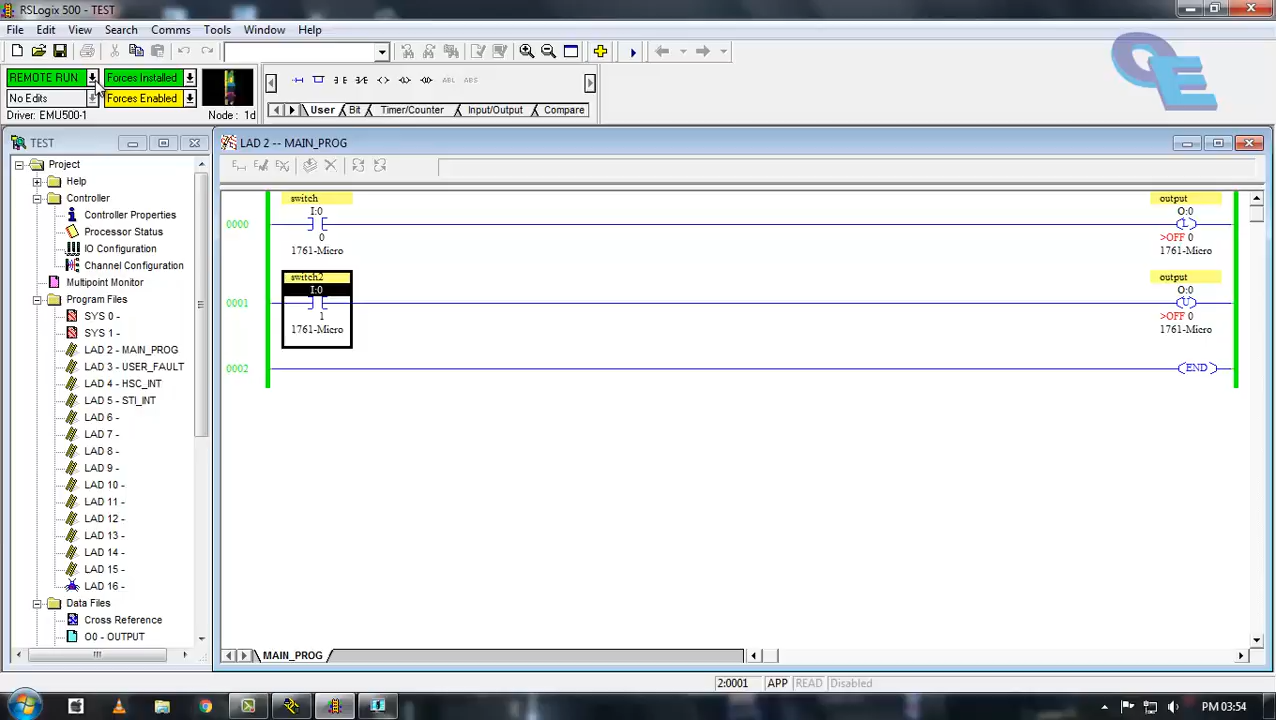 RSLogix 500 - TEST
File Edit View Search Comms Tools Window Help
REMOTE RUN Forces Installed
No Edits Forces Enabled
Driver: EMU500-1 Node : 1d
ABL ABS
User Bit Timer/Counter Input/Output Compare
TEST
Project
Help
Controller
Controller Properties
Processor Status
IO Configuration
Channel Configuration
Multipoint Monitor
Program Files
SYS 0 -
SYS 1 -
LAD 2 - MAIN_PROG
LAD 3 - USER_FAULT
LAD 4 - HSC_INT
LAD 5 - STI_INT
LAD 6 -
LAD 7 -
LAD 8 -
LAD 9 -
LAD 10 -
LAD 11 -
LAD 12 -
LAD 13 -
LAD 14 -
LAD 15 -
LAD 16 -
Data Files
Cross Reference
O0 - OUTPUT
LAD 2 -- MAIN_PROG
switch output
I:0 O:0
0000 L
0 >OFF 0
1761-Micro 1761-Micro
switch2 output
I:0 O:0
0001 U
1 >OFF 0
1761-Micro 1761-Micro
0002 END
MAIN_PROG
2:0001 APP READ Disabled
PM 03:54